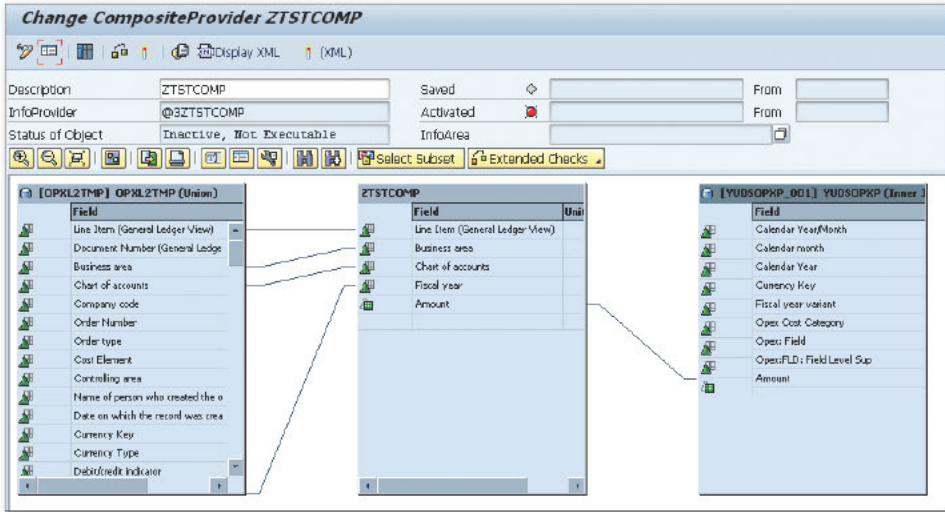 Change CompositeProvider ZTSTCOMP
Display XML (XML)
Description ZTSTCOMP Saved From
InfoProvider @3ZTSTCOMP Activated From
Status of Object Inactive, Not Executable InfoArea
Select Subset Extended Checks
[OPXL2TMP] OPXL2TMP (Union)
Field
Line Item (General Ledger View)
Document Number (General Ledge
Business area
Chart of accounts
Company code
Order Number
Order type
Cost Element
Controlling area
Name of person who created the o
Date on which the record was crea
Currency Key
Currency Type
Debit/credit indicator
ZTSTCOMP
Field Uni
Line Item (General Ledger View)
Business area
Chart of accounts
Fiscal year
Amount
[YUDSOPXP_001] YUDSOPXP (Inner J
Field
Calendar Year/Month
Calendar month
Calendar Year
Currency Key
Fiscal year variant
Opex Cost Category
Opex: Field
Opex:FLD: Field Level Sup
Amount